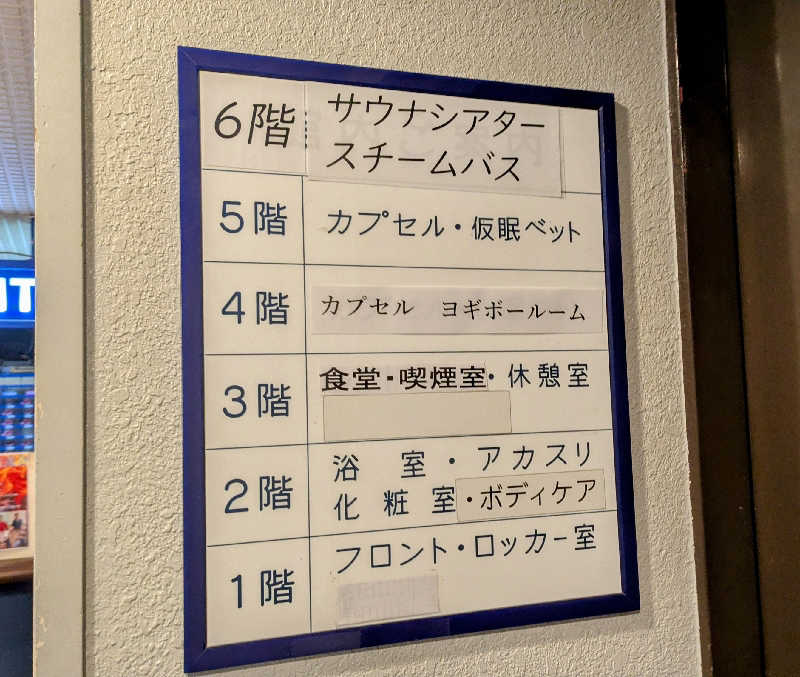 6階 サウナシアター
スチームバス
5階 カプセル・仮眠ベット
4階 カプセル ヨギボールーム
3階 食堂・喫煙室・休憩室
2階 浴室・アカスリ
化粧室・ボディケア
1階 フロント・ロッカー室